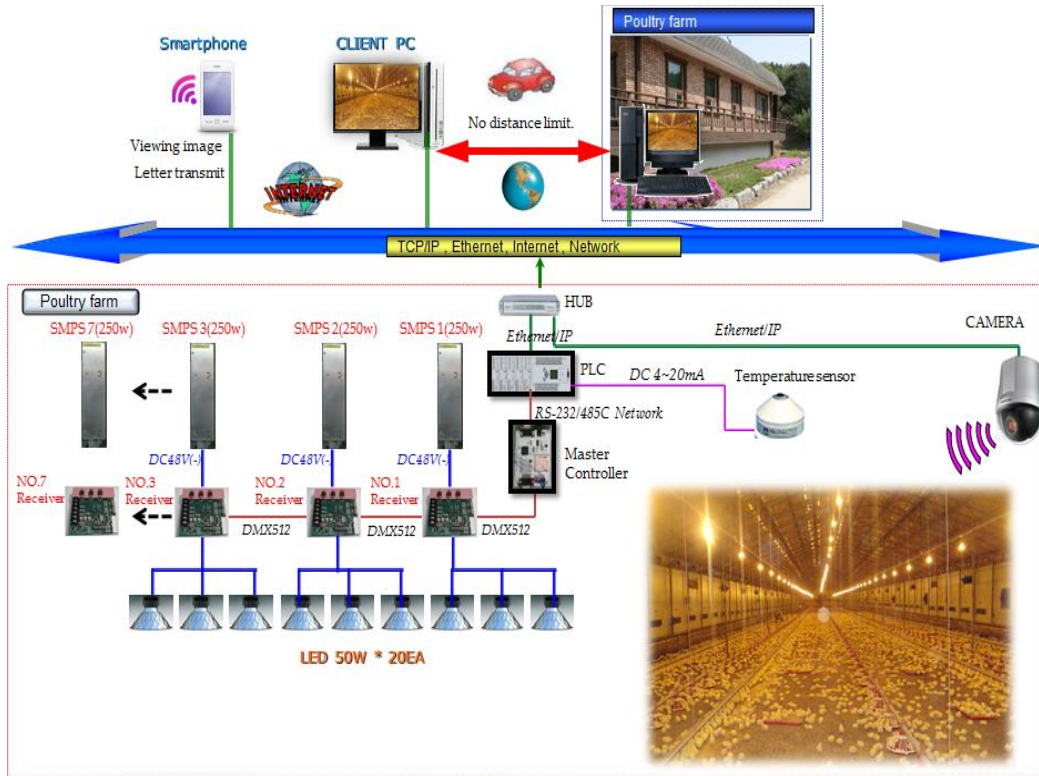 Poultry farm
Smartphone
CLIENT PC
No distance limit.
Viewing image
Letter transmit
INTERNET
TCP/IP , Ethernet, Internet , Network
Poultry farm
HUB
SMPS 7(250w)
SMPS 3(250w)
SMPS 2(250w)
SMPS 1(250w)
Ethernet/IP
Ethernet/IP
CAMERA
PLC
DC 4~20mA
Temperature sensor
RS-232/485C Network
Master
Controller
DC48V(-)
DC48V(-)
DC48V(-)
NO.7
Receiver
NO.3
Receiver
NO.2
Receiver
NO.1
Receiver
DMX512
DMX512
DMX512
LED 50W * 20EA